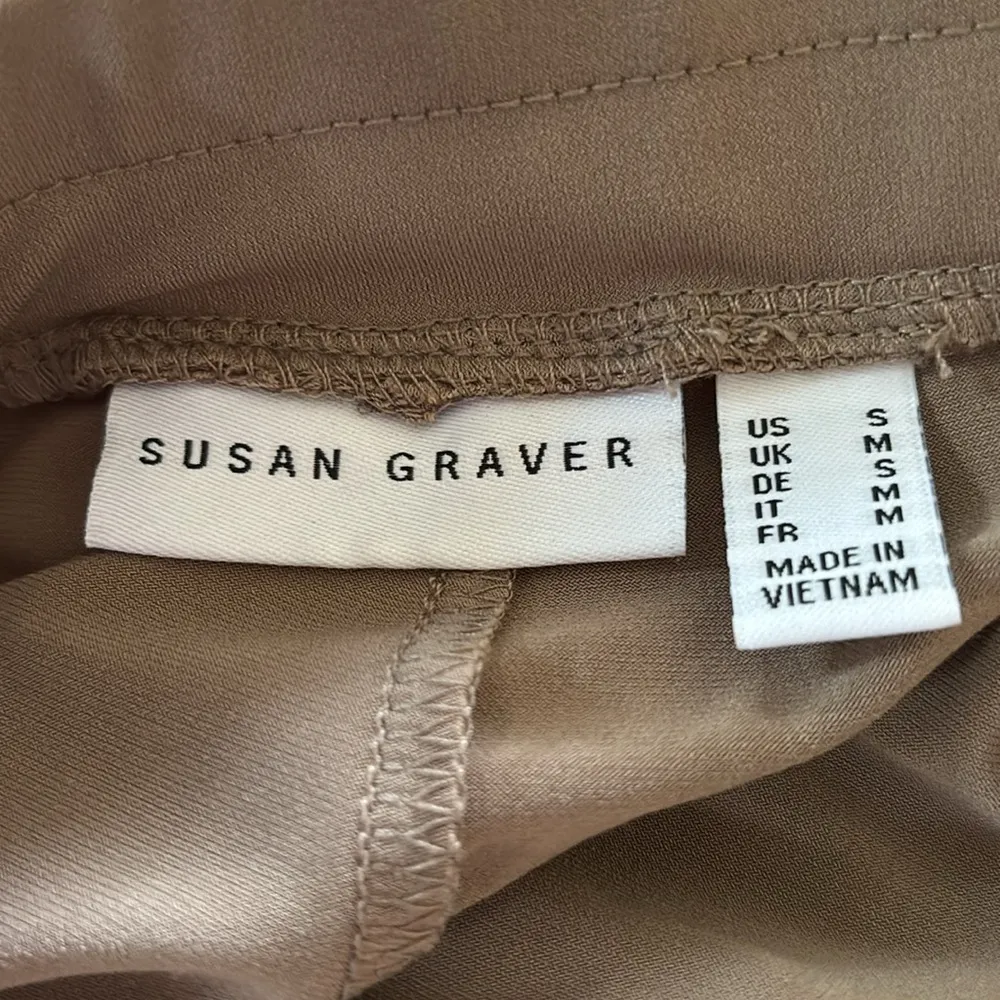 SUSAN GRAVER
US S
UK M
DE S
IT M
FR M
MADE IN
VIETNAM